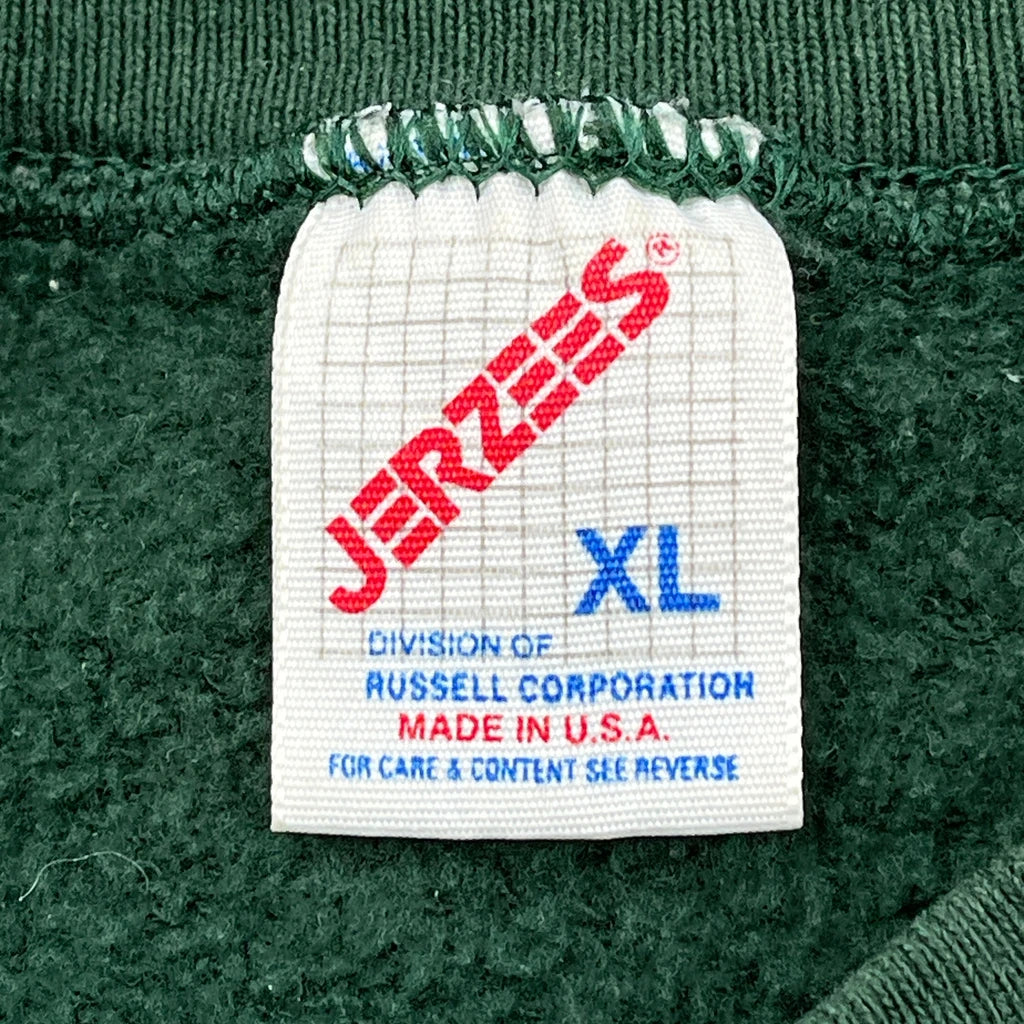 JERZEES®
XL
DIVISION OF
RUSSELL CORPORATION
MADE IN U.S.A.
FOR CARE & CONTENT SEE REVERSE